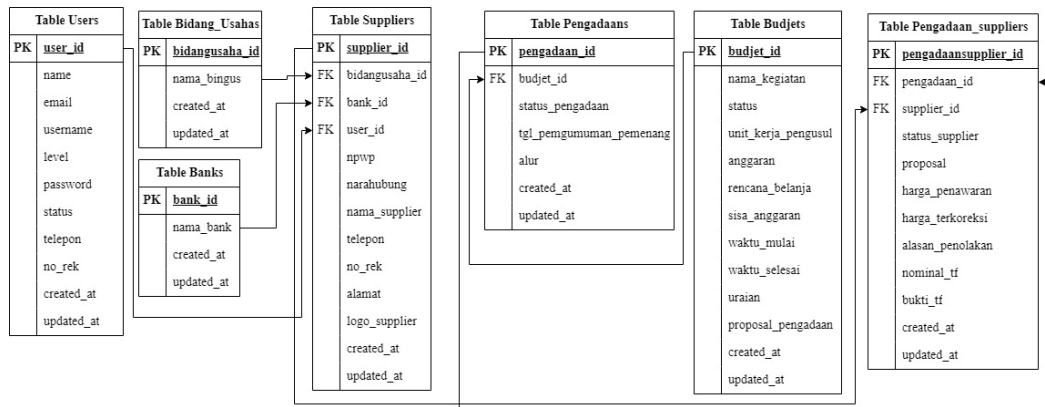 Table Users
PK user_id
name
email
username
level
password
status
telepon
no_rek
created_at
updated_at
Table Bidang_Usahas
PK bidangusaha_id
nama_bingus
created_at
updated_at
Table Banks
PK bank_id
nama_bank
created_at
updated_at
Table Suppliers
PK supplier_id
FK bidangusaha_id
FK bank_id
FK user_id
npwp
narahubung
nama_supplier
telepon
no_rek
alamat
logo_supplier
created_at
updated_at
Table Pengadaans
PK pengadaan_id
FK budjet_id
status_pengadaan
tgl_pemgumuman_pemenang
alur
created_at
updated_at
Table Budjets
PK budjet_id
nama_kegiatan
status
unit_kerja_pengusul
anggaran
rencana_belanja
sisa_anggaran
waktu_mulai
waktu_selesai
uraian
proposal_pengadaan
created_at
updated_at
Table Pengadaan_suppliers
PK pengadaansupplier_id
FK pengadaan_id
FK supplier_id
status_supplier
proposal
harga_penawaran
harga_terkoreksi
alasan_penolakan
nominal_tf
bukti_tf
created_at
updated_at